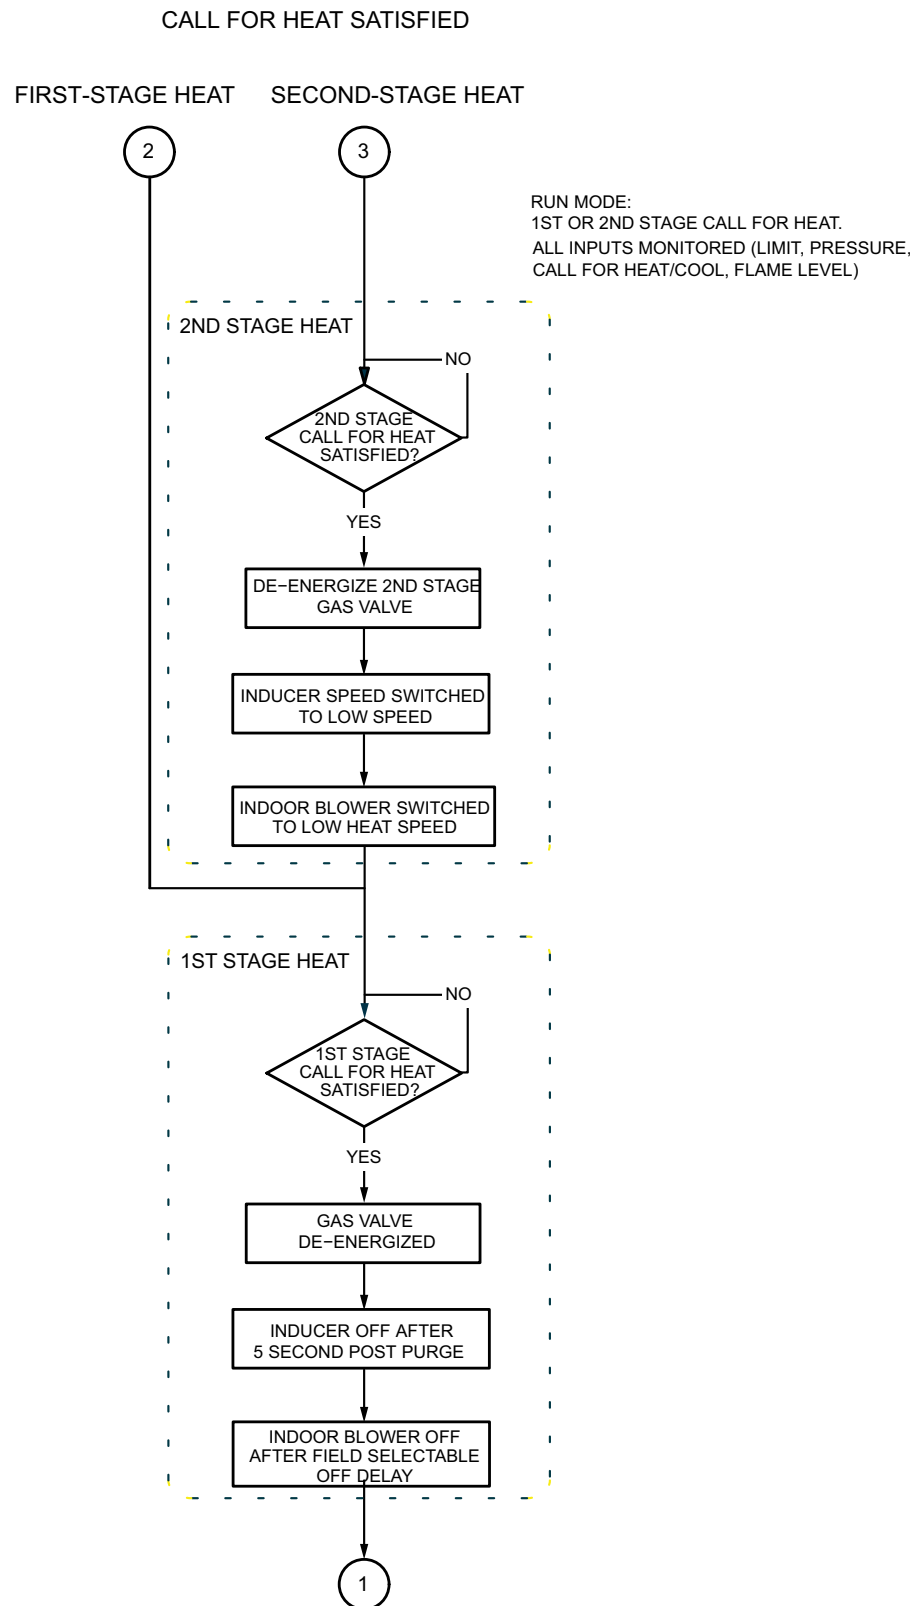 CALL FOR HEAT SATISFIED
FIRST-STAGE HEAT
SECOND-STAGE HEAT
2
3
RUN MODE:
1ST OR 2ND STAGE CALL FOR HEAT.
ALL INPUTS MONITORED (LIMIT, PRESSURE,
CALL FOR HEAT/COOL, FLAME LEVEL)
2ND STAGE HEAT
NO
2ND STAGE
CALL FOR HEAT
SATISFIED?
YES
DE−ENERGIZE 2ND STAGE
GAS VALVE
INDUCER SPEED SWITCHED
TO LOW SPEED
INDOOR BLOWER SWITCHED
TO LOW HEAT SPEED
1ST STAGE HEAT
NO
1ST STAGE
CALL FOR HEAT
SATISFIED?
YES
GAS VALVE
DE−ENERGIZED
INDUCER OFF AFTER
5 SECOND POST PURGE
INDOOR BLOWER OFF
AFTER FIELD SELECTABLE
OFF DELAY
1